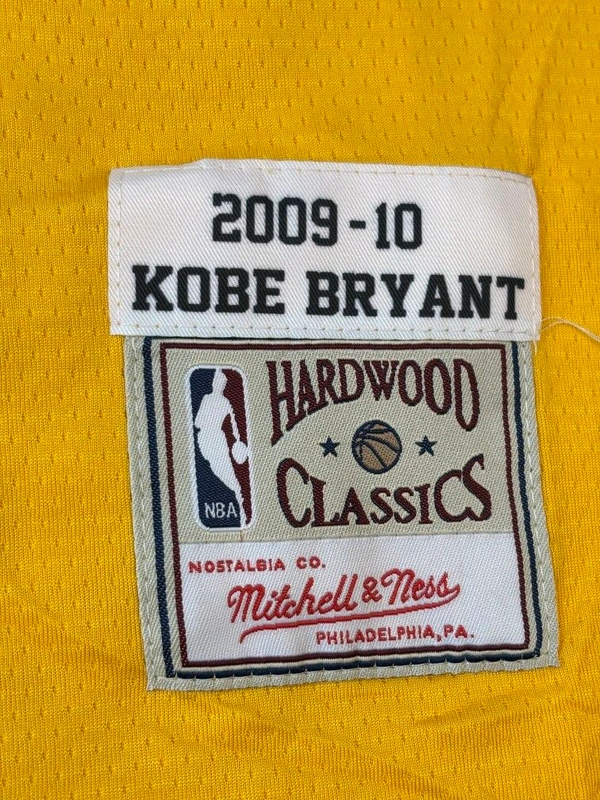 2009-10
KOBE BRYANT
HARDWOOD
CLASSICS
NBA
NOSTALGIA CO.
Mitchell & Ness
PHILADELPHIA, PA.